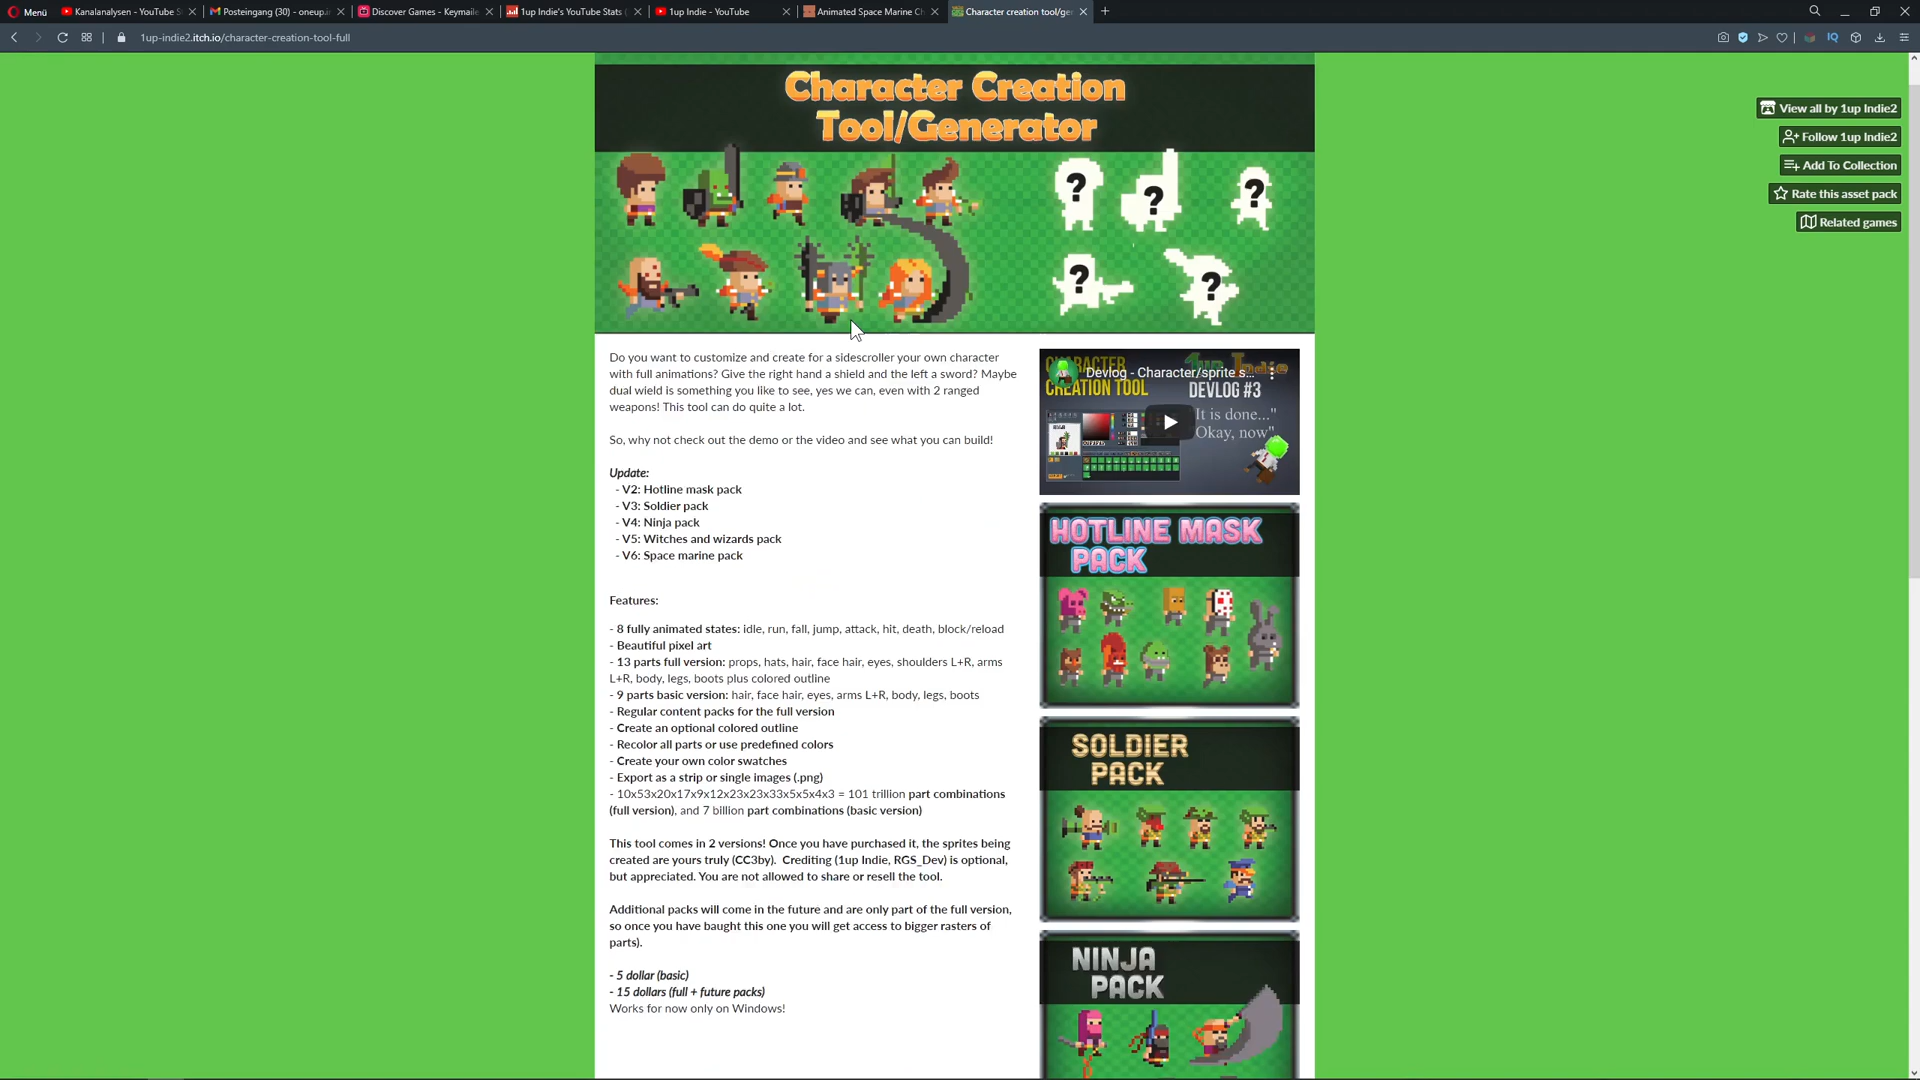 Menü
Kanalanalysen - YouTube S
Posteingang (30) - oneup.in
Discover Games - Keymaile
1up Indie's YouTube Stats (
1up Indie - YouTube
Animated Space Marine Ch
Character creation tool/gen
1up-indie2.itch.io/character-creation-tool-full
IQ
Character Creation
Tool/Generator
? ? ?
? ?
View all by 1up Indie2
Follow 1up Indie2
Add To Collection
Rate this asset pack
Related games
Do you want to customize and create for a sidescroller your own character
with full animations? Give the right hand a shield and the left a sword? Maybe
dual wield is something you like to see, yes we can, even with 2 ranged
weapons! This tool can do quite a lot.
So, why not check out the demo or the video and see what you can build!
Update:
- V2: Hotline mask pack
- V3: Soldier pack
- V4: Ninja pack
- V5: Witches and wizards pack
- V6: Space marine pack
Features:
- 8 fully animated states: idle, run, fall, jump, attack, hit, death, block/reload
- Beautiful pixel art
- 13 parts full version: props, hats, hair, face hair, eyes, shoulders L+R, arms
L+R, body, legs, boots plus colored outline
- 9 parts basic version: hair, face hair, eyes, arms L+R, body, legs, boots
- Regular content packs for the full version
- Create an optional colored outline
- Recolor all parts or use predefined colors
- Create your own color swatches
- Export as a strip or single images (.png)
- 10x53x20x17x9x12x23x23x33x5x5x4x3 = 101 trillion part combinations
(full version), and 7 billion part combinations (basic version)
This tool comes in 2 versions! Once you have purchased it, the sprites being
created are yours truly (CC3by). Crediting (1up Indie, RGS_Dev) is optional,
but appreciated. You are not allowed to share or resell the tool.
Additional packs will come in the future and are only part of the full version,
so once you have baught this one you will get access to bigger rasters of
parts).
- 5 dollar (basic)
- 15 dollars (full + future packs)
Works for now only on Windows!
CHARACTER
CREATION TOOL
1up Indie
Devlog - Character/sprite s...
DEVLOG #3
It is done..."
Okay, now"
HOTLINE MASK
PACK
SOLDIER
PACK
NINJA
PACK